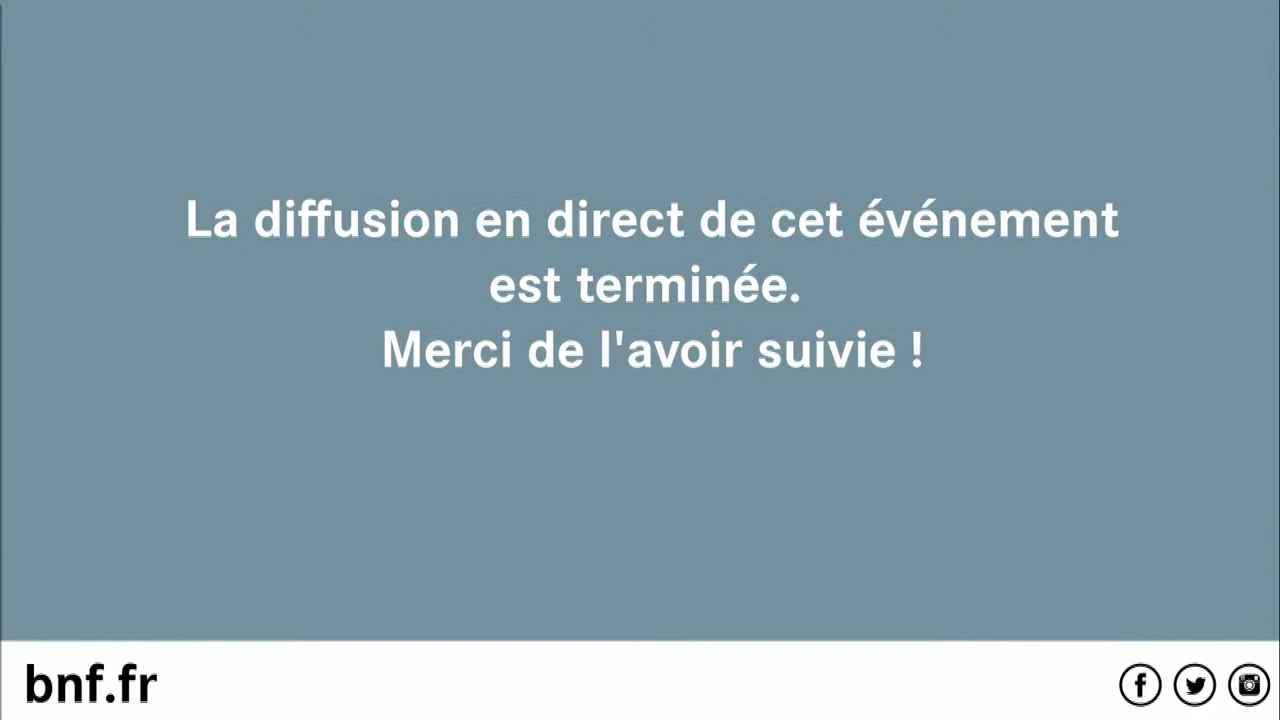 La diffusion en direct de cet événement
est terminée.
Merci de l'avoir suivie !
bnf.fr